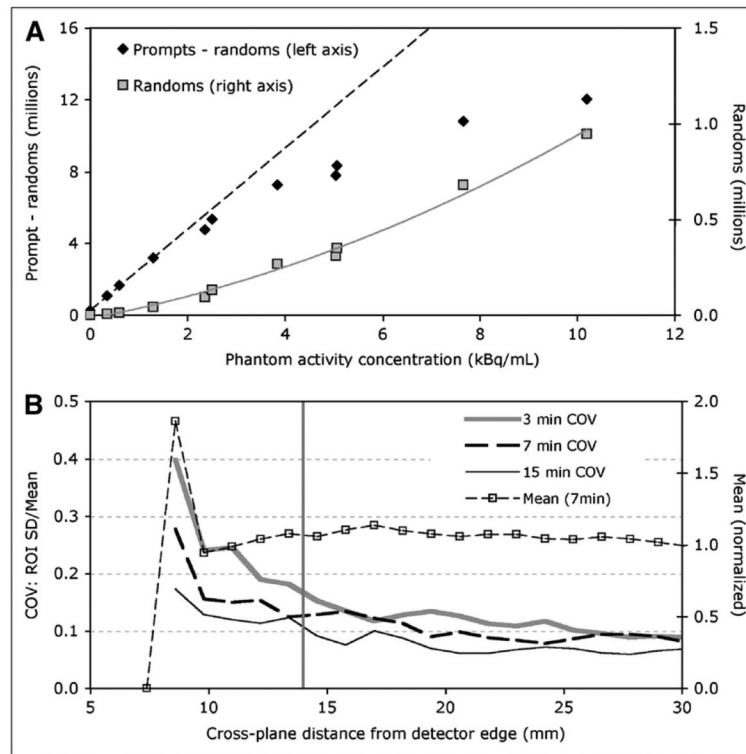 A
16
12
8
4
0
Prompt - randoms (millions)
Prompts - randoms (left axis)
Randoms (right axis)
1.5
1.0
0.5
0.0
Randoms (millions)
0 2 4 6 8 10 12
Phantom activity concentration (kBq/mL)
B
0.5
0.4
0.3
0.2
0.1
0.0
COV: ROI SD/Mean
3 min COV
7 min COV
15 min COV
Mean (7min)
2.0
1.5
1.0
0.5
0.0
Mean (normalized)
5 10 15 20 25 30
Cross-plane distance from detector edge (mm)